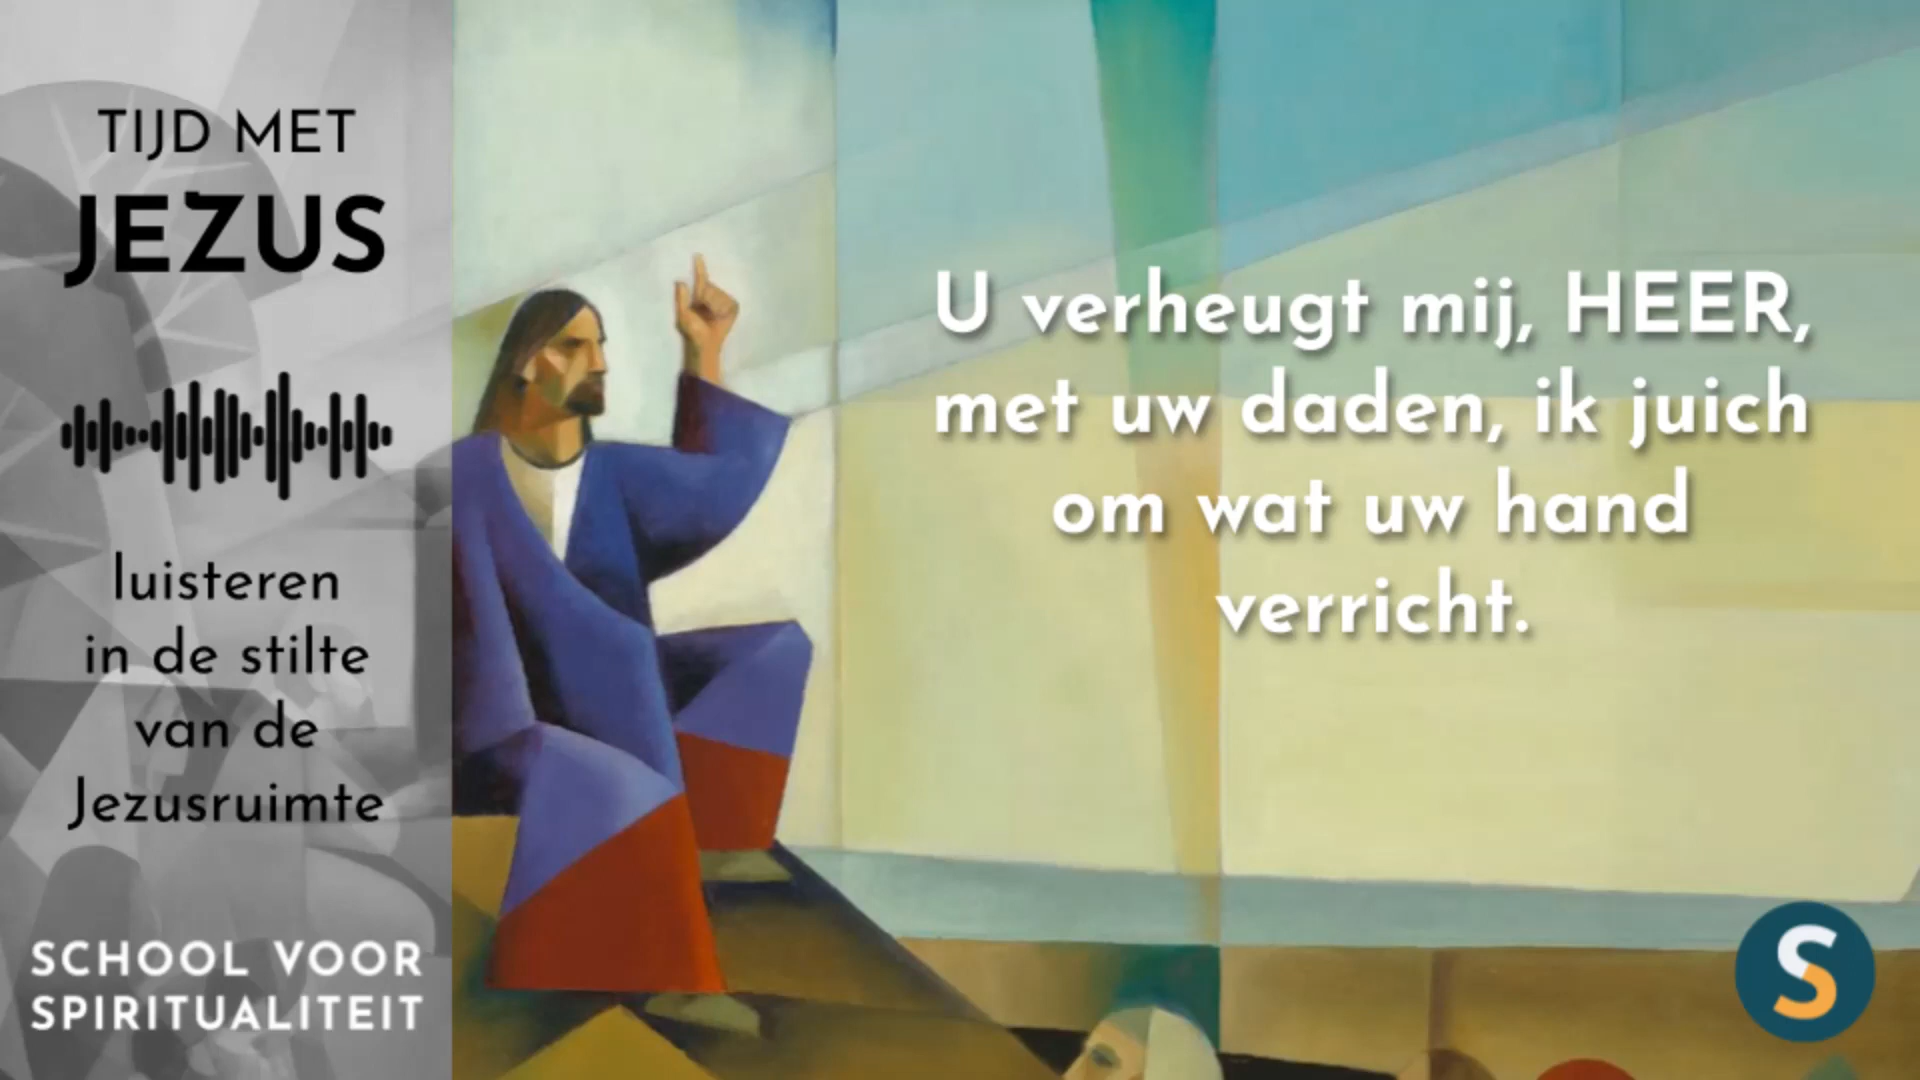 TIJD MET
JEZUS
luisteren
in de stilte
van de
Jezusruimte
SCHOOL VOOR
SPIRITUALITEIT
U verheugt mij, HEER,
met uw daden, ik juich
om wat uw hand
verricht.
S